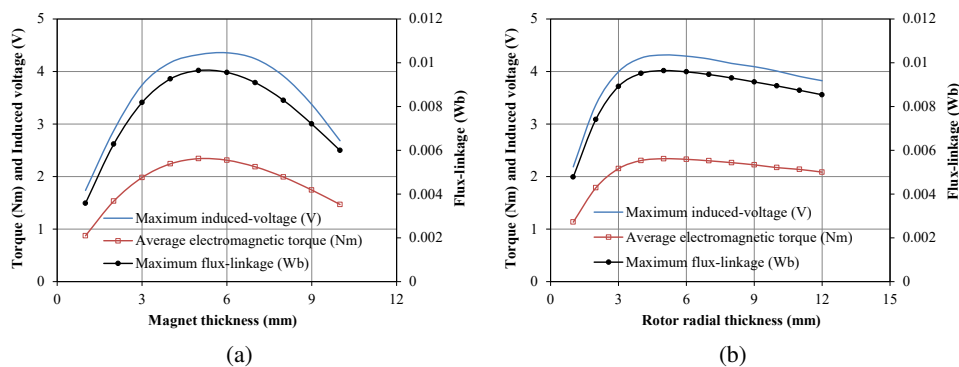 5
4
3
2
1
0
Torque (Nm) and Induced voltage (V)
0.012
0.01
0.008
0.006
0.004
0.002
0
Flux-linkage (Wb)
Maximum induced-voltage (V)
Average electromagnetic torque (Nm)
Maximum flux-linkage (Wb)
0 3 6 9 12
Magnet thickness (mm)
(a)
5
4
3
2
1
0
Torque (Nm) and Induced voltage (V)
0.012
0.01
0.008
0.006
0.004
0.002
0
Flux-linkage (Wb)
Maximum induced-voltage (V)
Average electromagnetic torque (Nm)
Maximum flux-linkage (Wb)
0 3 6 9 12 15
Rotor radial thickness (mm)
(b)